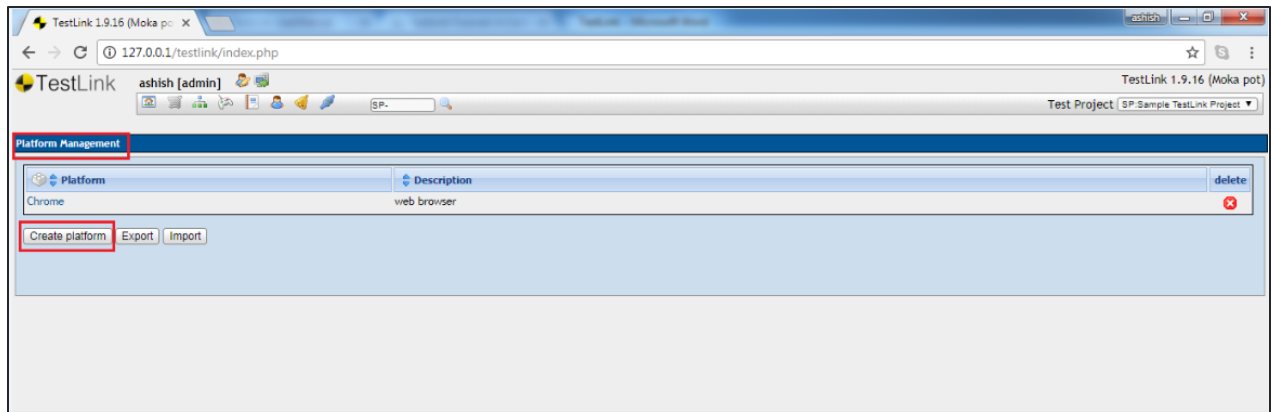 TestLink 1.9.16 (Moka po
ashish
127.0.0.1/testlink/index.php
TestLink ashish [admin] TestLink 1.9.16 (Moka pot)
SP- Test Project SP:Sample TestLink Project
Platform Management
Platform Description delete
Chrome web browser
Create platform Export Import